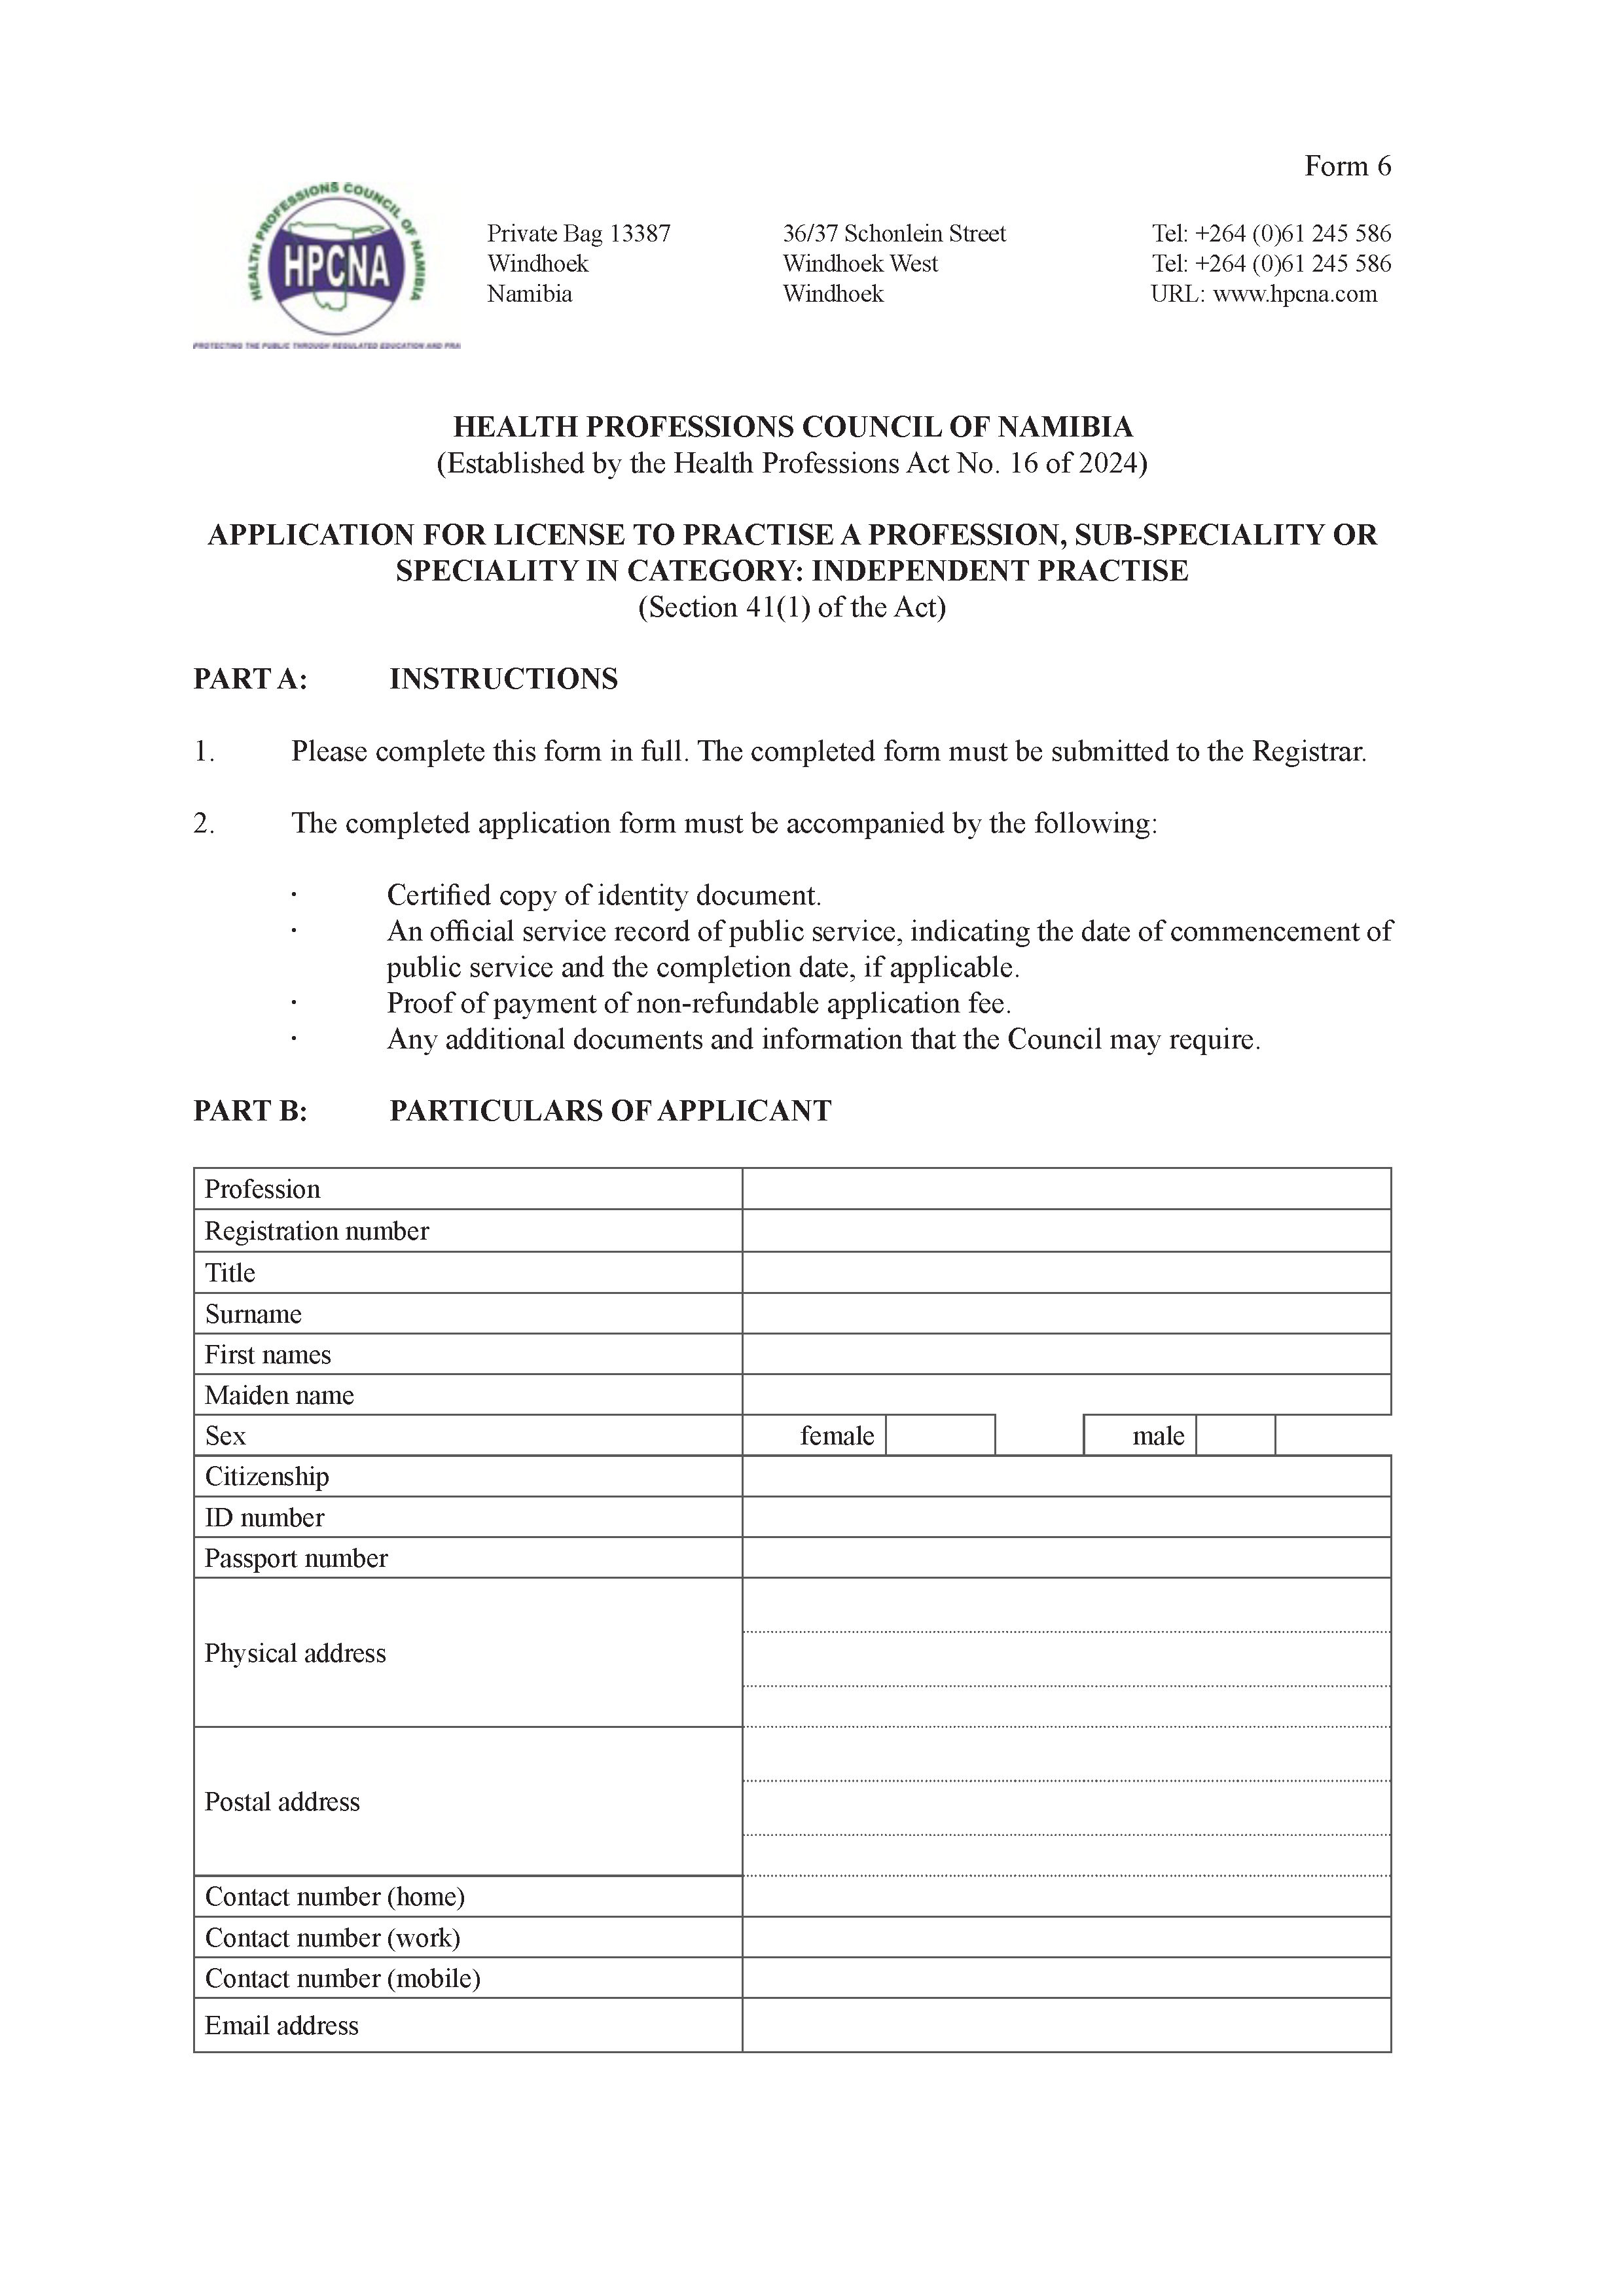 Form 6
HEALTH PROFESSIONS COUNCIL OF NAMIBIA
HPCNA
PROTECTING THE PUBLIC THROUGH REGULATED EDUCATION AND PRA
Private Bag 13387 36/37 Schonlein Street Tel: +264 (0)61 245 586
Windhoek Windhoek West Tel: +264 (0)61 245 586
Namibia Windhoek URL: www.hpcna.com
HEALTH PROFESSIONS COUNCIL OF NAMIBIA
(Established by the Health Professions Act No. 16 of 2024)
APPLICATION FOR LICENSE TO PRACTISE A PROFESSION, SUB-SPECIALITY OR
SPECIALITY IN CATEGORY: INDEPENDENT PRACTISE
(Section 41(1) of the Act)
PART A: INSTRUCTIONS
1. Please complete this form in full. The completed form must be submitted to the Registrar.
2. The completed application form must be accompanied by the following:
· Certified copy of identity document.
· An official service record of public service, indicating the date of commencement of
public service and the completion date, if applicable.
· Proof of payment of non-refundable application fee.
· Any additional documents and information that the Council may require.
PART B: PARTICULARS OF APPLICANT
Profession
Registration number
Title
Surname
First names
Maiden name
Sex female male
Citizenship
ID number
Passport number
Physical address
Postal address
Contact number (home)
Contact number (work)
Contact number (mobile)
Email address